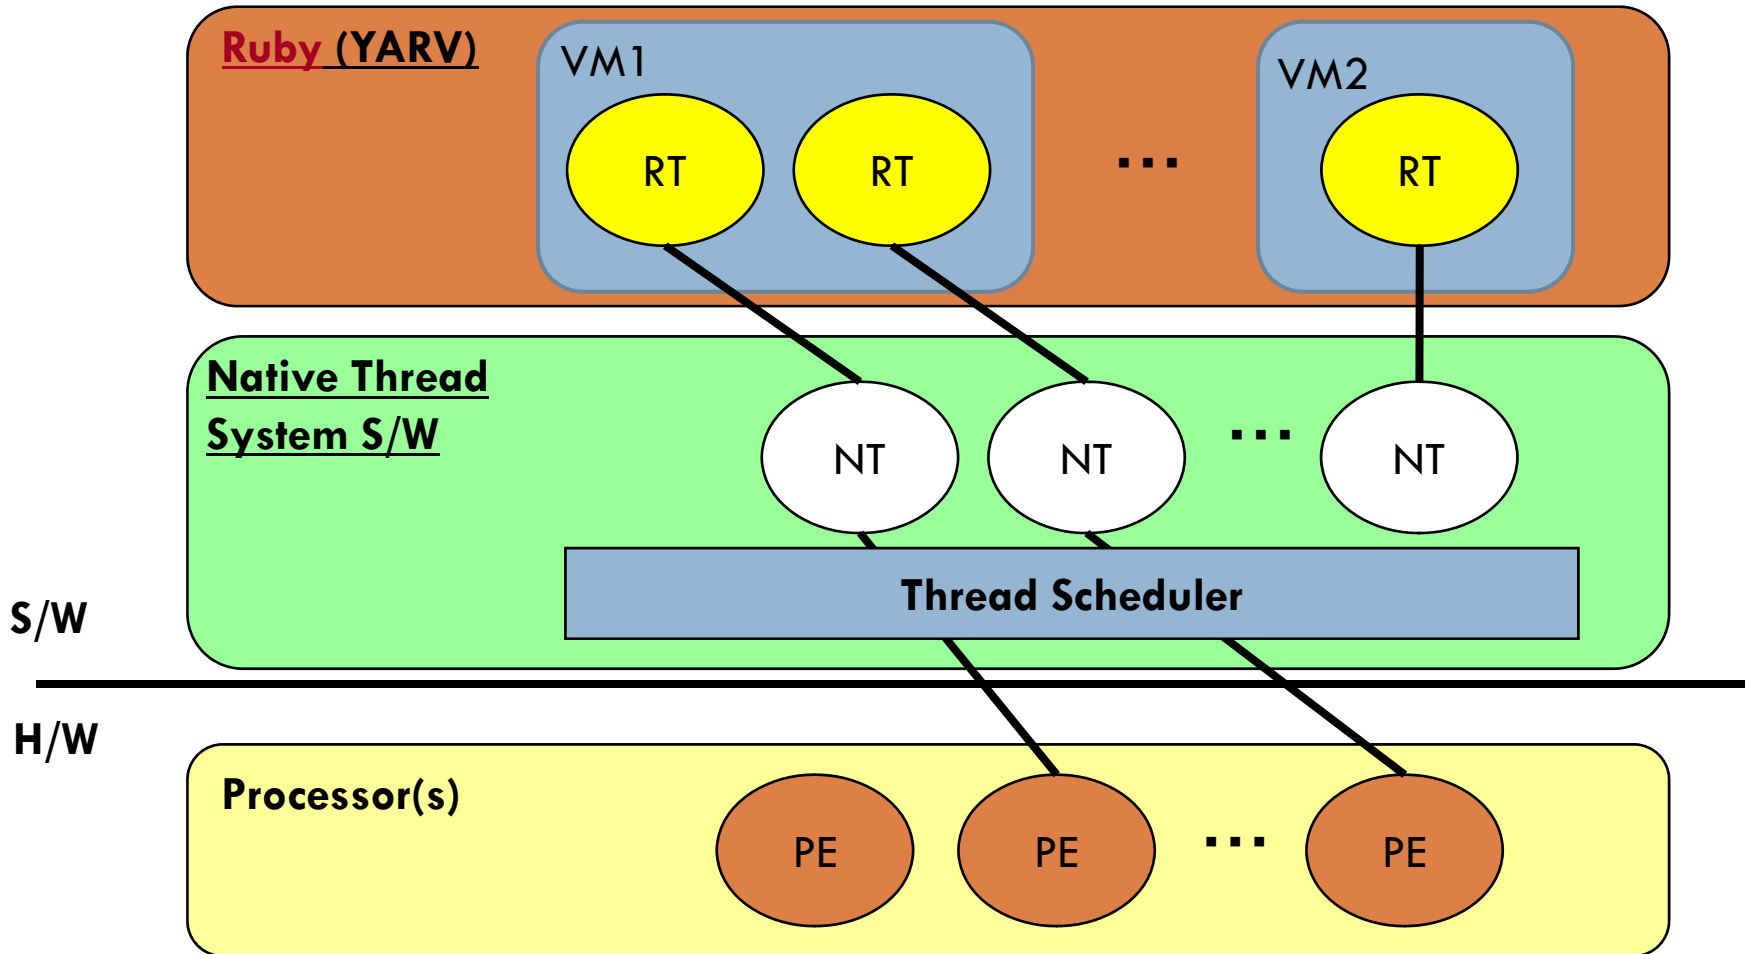 Ruby (YARV)
VM1
VM2
RT
RT
...
RT
Native Thread
System S/W
NT
NT
...
NT
Thread Scheduler
S/W
H/W
Processor(s)
PE
PE
...
PE